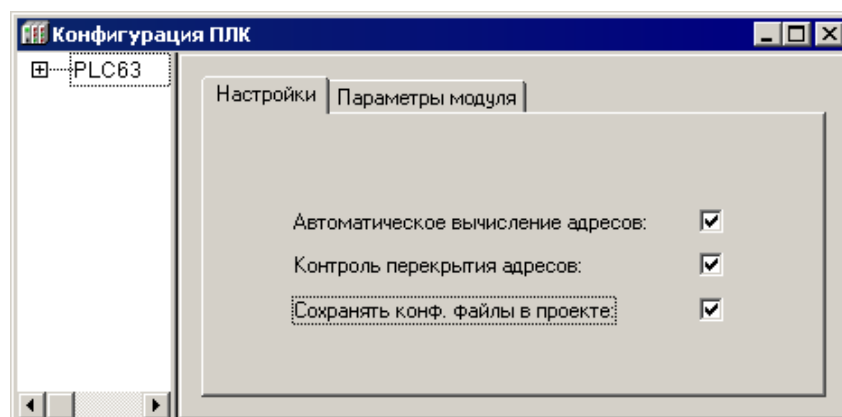 Конфигурация ПЛК
PLC63
Настройки
Параметры модуля
Автоматическое вычисление адресов:
Контроль перекрытия адресов:
Сохранять конф. файлы в проекте: